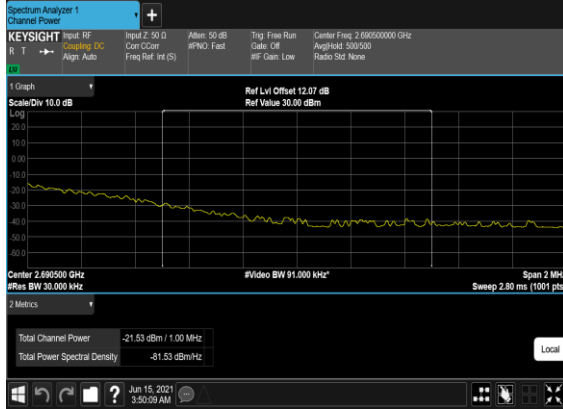 Spectrum Analyzer 1
Channel Power
+
KEYSIGHT Input: RF Input Z: 50 Ω Atten: 50 dB Trig: Free Run Center Freq: 2.690500000 GHz
R T Coupling: DC Corr CCorr #PNO: Fast Gate: Off Avg|Hold: 500/500
Align: Auto Freq Ref: Int (S) #IF Gain: Low Radio Std: None
1 Graph Ref Lvl Offset 12.07 dB
Scale/Div 10.0 dB Ref Value 30.00 dBm
Log
20.0
10.0
0.00
-10.0
-20.0
-30.0
-40.0
-50.0
-60.0
Center 2.690500 GHz #Video BW 91.000 kHz* Span 2 MHz
#Res BW 30.000 kHz Sweep 2.80 ms (1001 pts
2 Metrics
Total Channel Power -21.53 dBm / 1.00 MHz
Total Power Spectral Density -81.53 dBm/Hz
Local
? Jun 15, 2021
3:50:09 AM